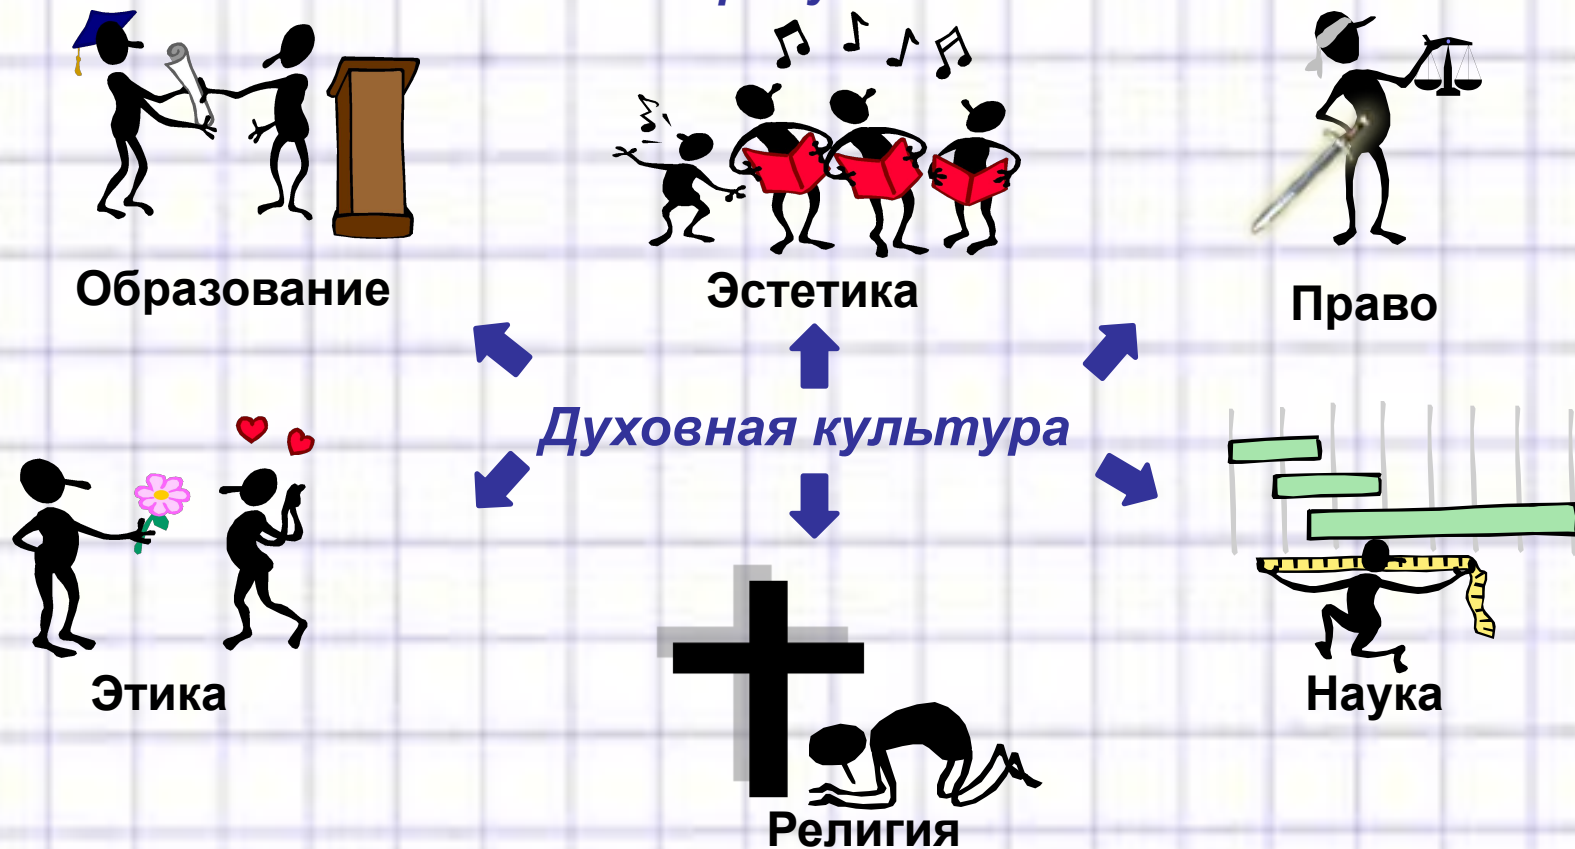 Образование
Эстетика
Право
Духовная культура
Этика
Наука
Религия